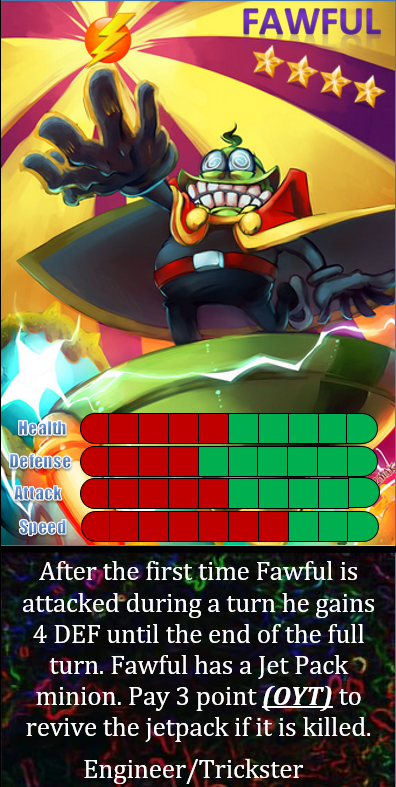 FAWFUL
Health
Defense
Attack
Speed
After the first time Fawful is
attacked during a turn he gains
4 DEF until the end of the full
turn. Fawful has a Jet Pack
minion. Pay 3 point (OYT) to
revive the jetpack if it is killed.
Engineer/Trickster